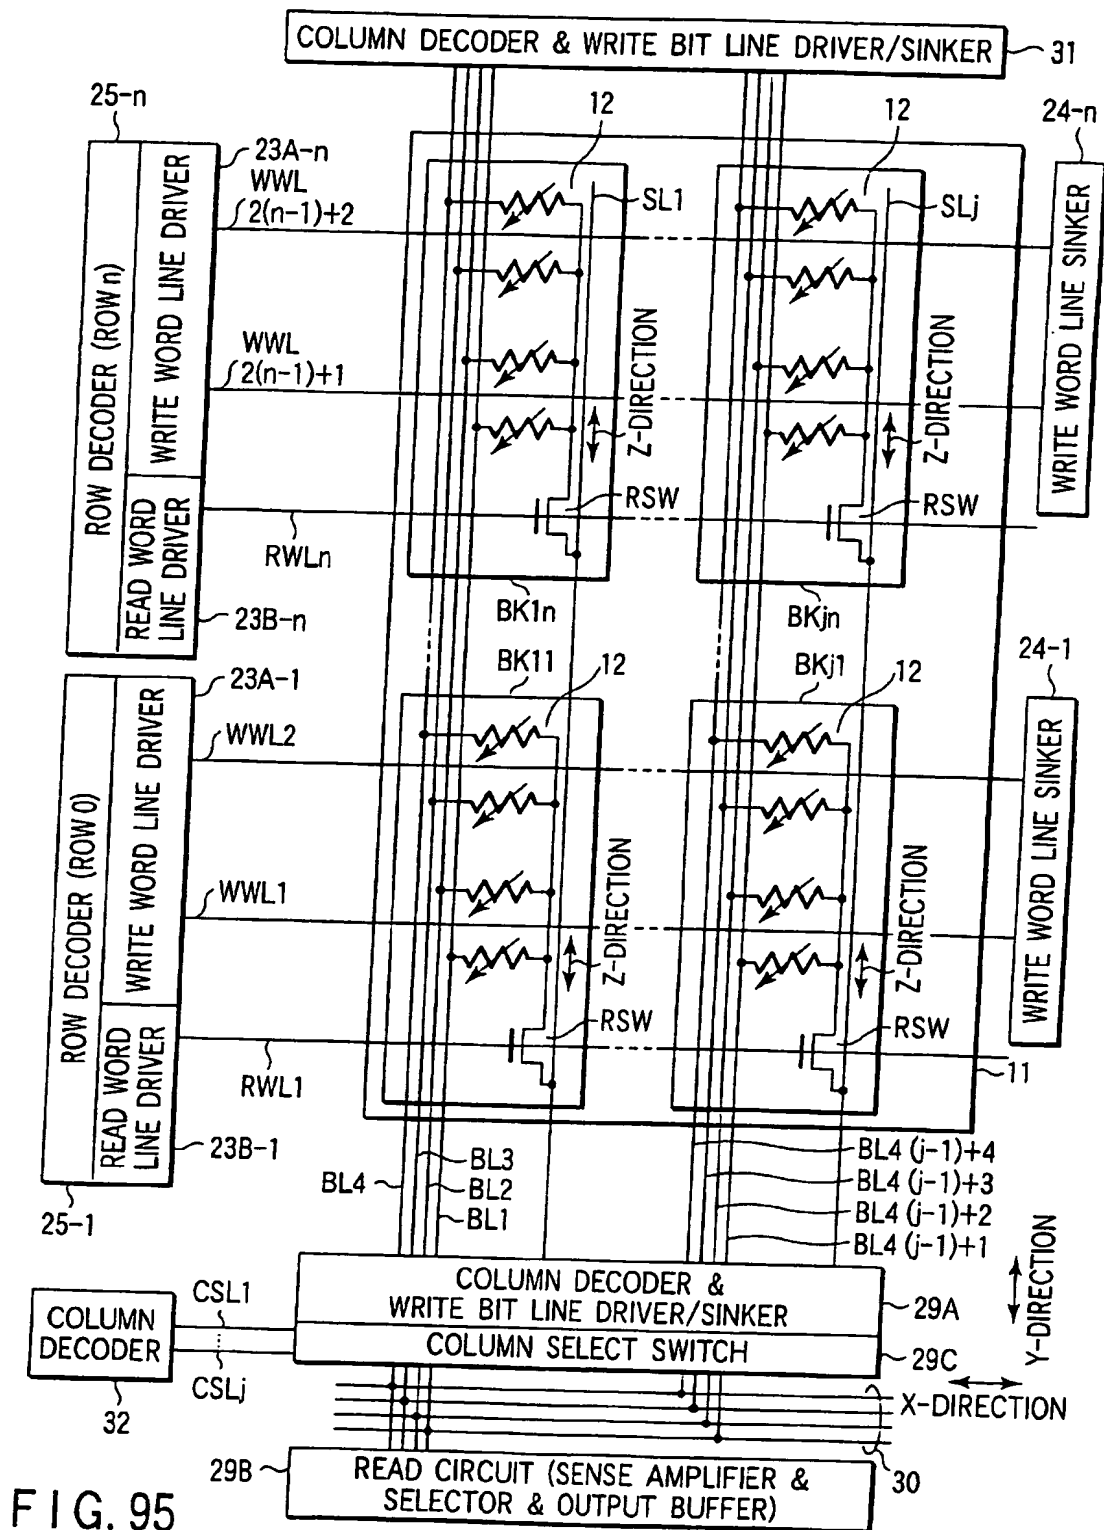 COLUMN DECODER & WRITE BIT LINE DRIVER/SINKER
31
25-n
12
12
24-n
23A-n
WWL
2(n-1)+2
SL1
SLj
ROW DECODER (ROW n)
WRITE WORD LINE DRIVER
WRITE WORD LINE SINKER
WWL
2(n-1)+1
Z-DIRECTION
Z-DIRECTION
READ WORD
LINE DRIVER
RSW
RSW
RWLn
23B-n
BK1n
BKjn
23A-1
BK11
12
BKj1
12
24-1
WWL2
ROW DECODER (ROW 0)
WRITE WORD LINE DRIVER
WRITE WORD LINE SINKER
WWL1
Z-DIRECTION
Z-DIRECTION
READ WORD
LINE DRIVER
RSW
RSW
RWL1
11
23B-1
25-1
BL4
BL3
BL2
BL1
BL4 (j-1)+4
BL4 (j-1)+3
BL4 (j-1)+2
BL4 (j-1)+1
COLUMN DECODER &
WRITE BIT LINE DRIVER/SINKER
29A
Y-DIRECTION
COLUMN
DECODER
CSL1
CSLj
32
COLUMN SELECT SWITCH
29C
X-DIRECTION
30
29B
READ CIRCUIT (SENSE AMPLIFIER &
SELECTOR & OUTPUT BUFFER)
FIG. 95